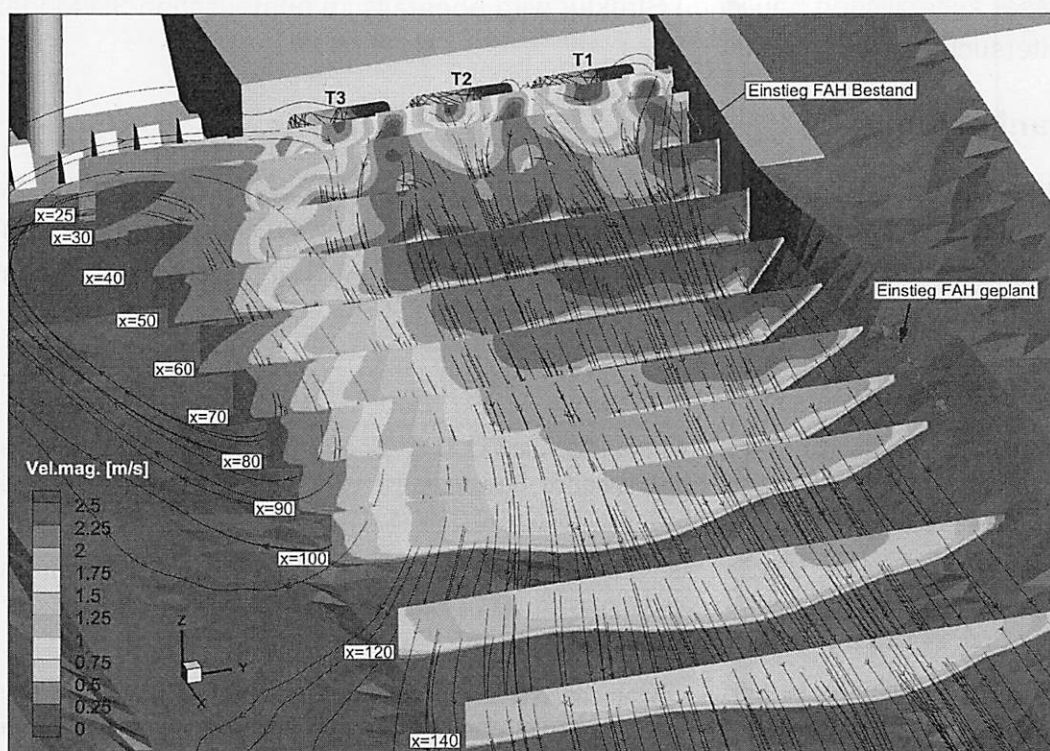 T1
T2
T3
Einstieg FAH Bestand
x=25
x=30
x=40
Einstieg FAH geplant
x=50
x=60
x=70
x=80
Vel.mag. [m/s]
x=90
2.5
2.25
2
1.75
1.5
1.25
1
0.75
0.5
0.25
0
x=100
Z
Y
X
x=120
x=140